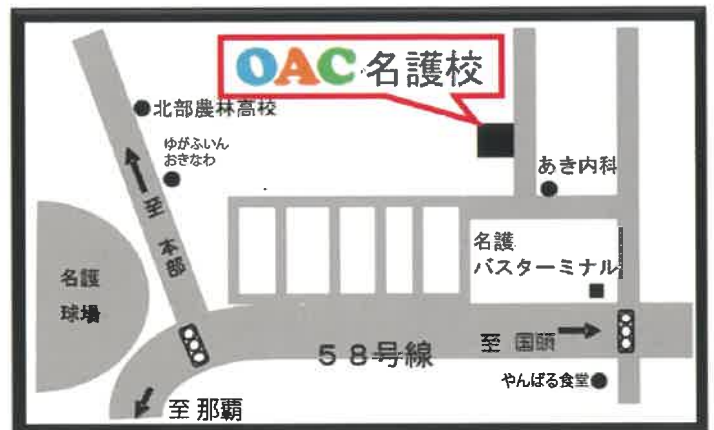 OAC 名護校
北部農林高校
ゆがふいん
おきなわ
あき内科
至 本部
名護
球場
名護
バスターミナル
58号線
至 国頭
やんばる食堂
至 那覇